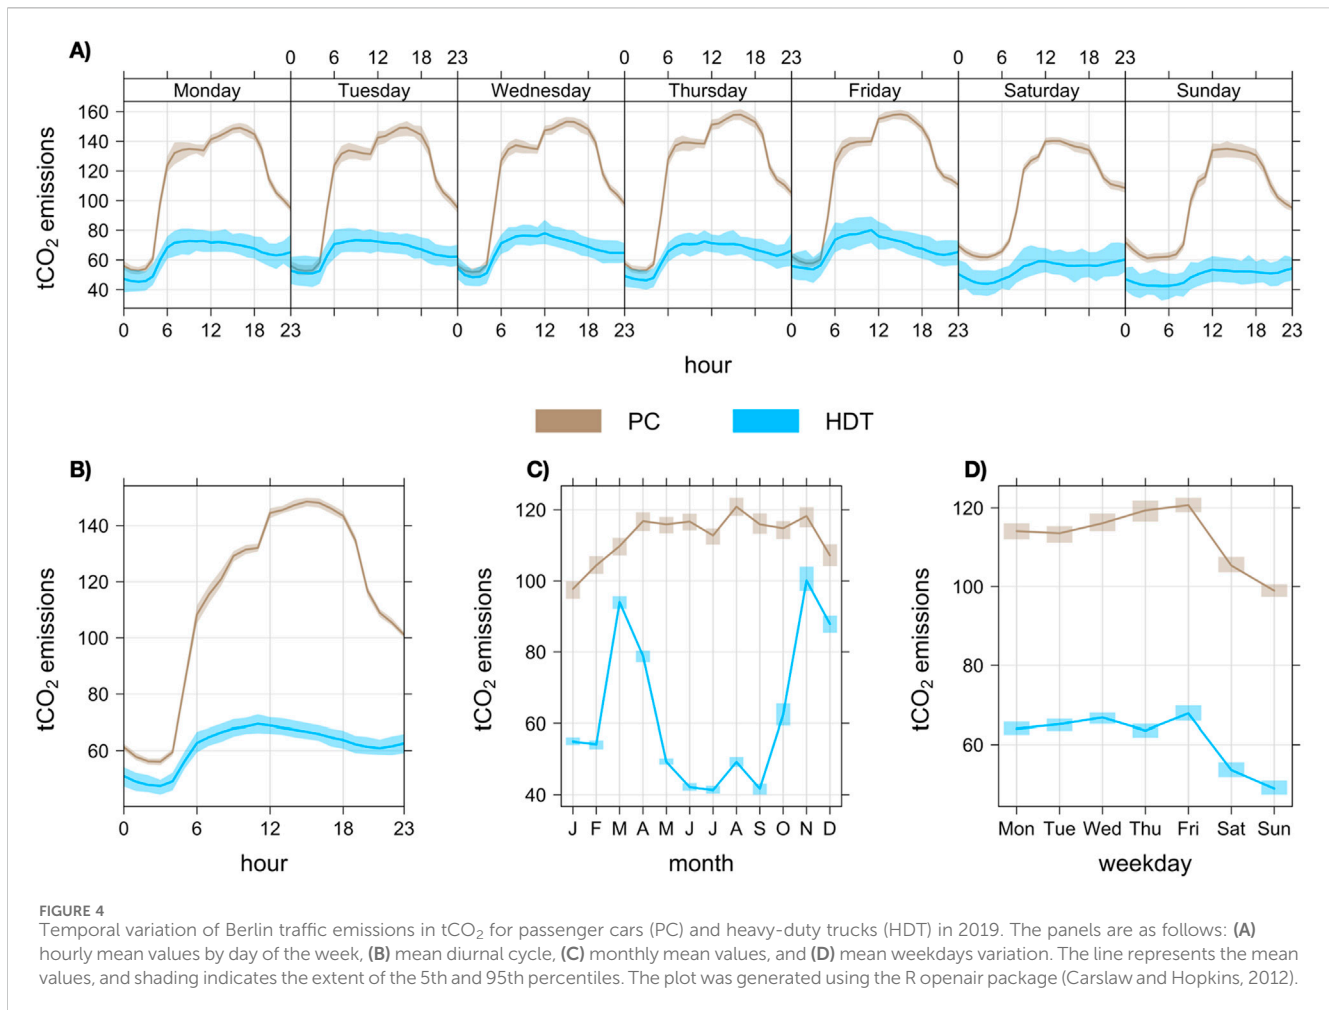 A)
0 6 12 18 23 0 6 12 18 23 0 6 12 18 23
Monday Tuesday Wednesday Thursday Friday Saturday Sunday
160
140
120
100
80
60
40
tCO2 emissions
0 6 12 18 23 0 6 12 18 23 0 6 12 18 23 0 6 12 18 23
hour
PC HDT
B)
140
120
100
80
60
tCO2 emissions
0 6 12 18 23
hour
C)
120
100
80
60
40
tCO2 emissions
J F M A M J J A S O N D
month
D)
120
100
80
60
tCO2 emissions
Mon Tue Wed Thu Fri Sat Sun
weekday
FIGURE 4
Temporal variation of Berlin traffic emissions in tCO2 for passenger cars (PC) and heavy-duty trucks (HDT) in 2019. The panels are as follows: (A)
hourly mean values by day of the week, (B) mean diurnal cycle, (C) monthly mean values, and (D) mean weekdays variation. The line represents the mean
values, and shading indicates the extent of the 5th and 95th percentiles. The plot was generated using the R openair package (Carslaw and Hopkins, 2012).